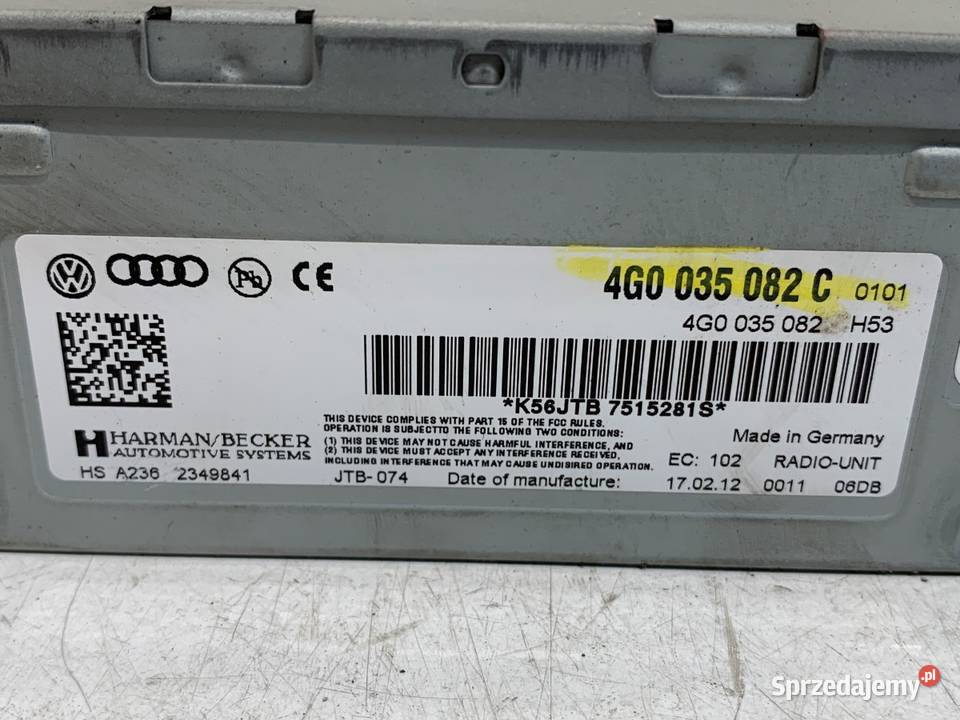 4G0 035 082 C 0101
4G0 035 082 H53
*K56JTB 7515281S*
HARMAN/BECKER
AUTOMOTIVE SYSTEMS
HS A236 2349841
THIS DEVICE COMPLIES WITH PART 15 OF THE FCC RULES.
OPERATION IS SUBJECTTO THE FOLLOWING TWO CONDITIONS:
(1) THIS DEVICE MAY NOT CAUSE HARMFUL INTERFERENCE, AND
(2) THIS DEVICE MUST ACCEPT ANY INTERFERENCE RECEIVED,
INCLUDING INTERFERENCE THAT MAY CAUSE UNDISIRED OPERATION.
Made in Germany
EC: 102 RADIO-UNIT
JTB-074 Date of manufacture: 17.02.12 0011 06DB
Sprzedajemy.pl